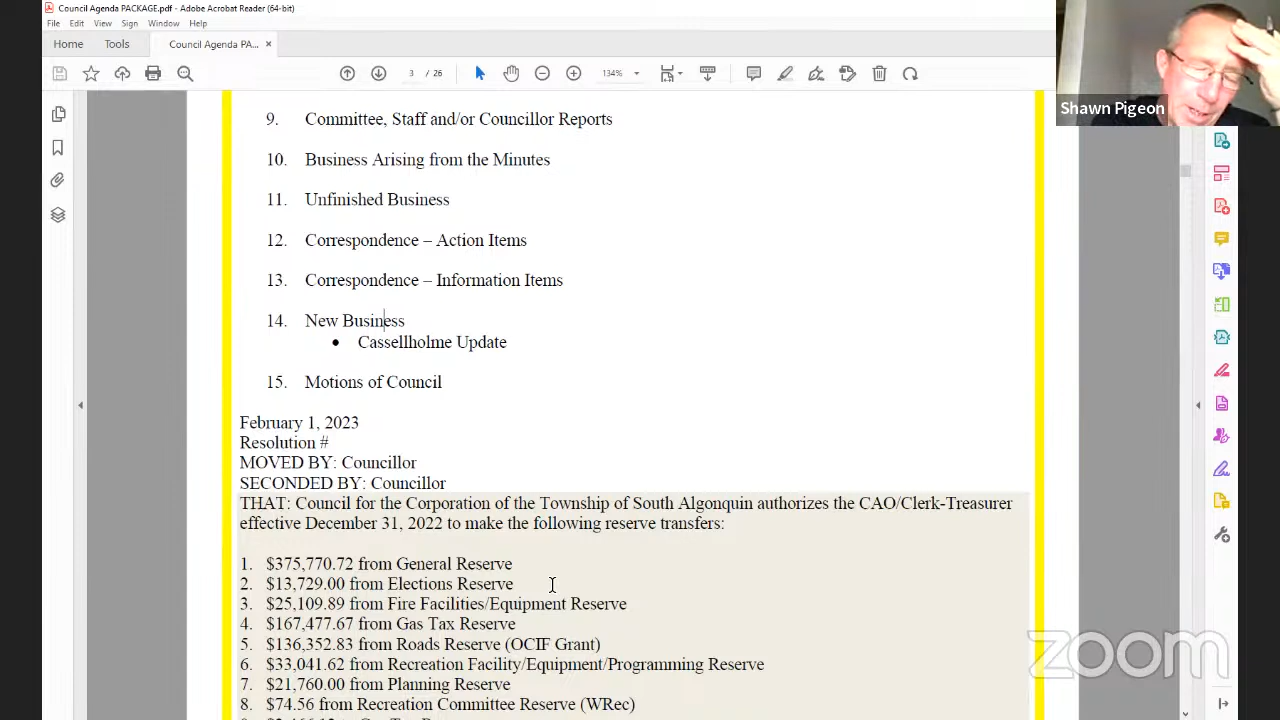 Council Agenda PACKAGE.pdf - Adobe Acrobat Reader (64-bit)
File Edit View Sign Window Help
Home Tools Council Agenda PA... ×
3 / 26 134%
Shawn Pigeon
9. Committee, Staff and/or Councillor Reports
10. Business Arising from the Minutes
11. Unfinished Business
12. Correspondence – Action Items
13. Correspondence – Information Items
14. New Business
• Cassellholme Update
15. Motions of Council
February 1, 2023
Resolution #
MOVED BY: Councillor
SECONDED BY: Councillor
THAT: Council for the Corporation of the Township of South Algonquin authorizes the CAO/Clerk-Treasurer
effective December 31, 2022 to make the following reserve transfers:
1. $375,770.72 from General Reserve
2. $13,729.00 from Elections Reserve
3. $25,109.89 from Fire Facilities/Equipment Reserve
4. $167,477.67 from Gas Tax Reserve
5. $136,352.83 from Roads Reserve (OCIF Grant)
6. $33,041.62 from Recreation Facility/Equipment/Programming Reserve
7. $21,760.00 from Planning Reserve
8. $74.56 from Recreation Committee Reserve (WRec)
zoom